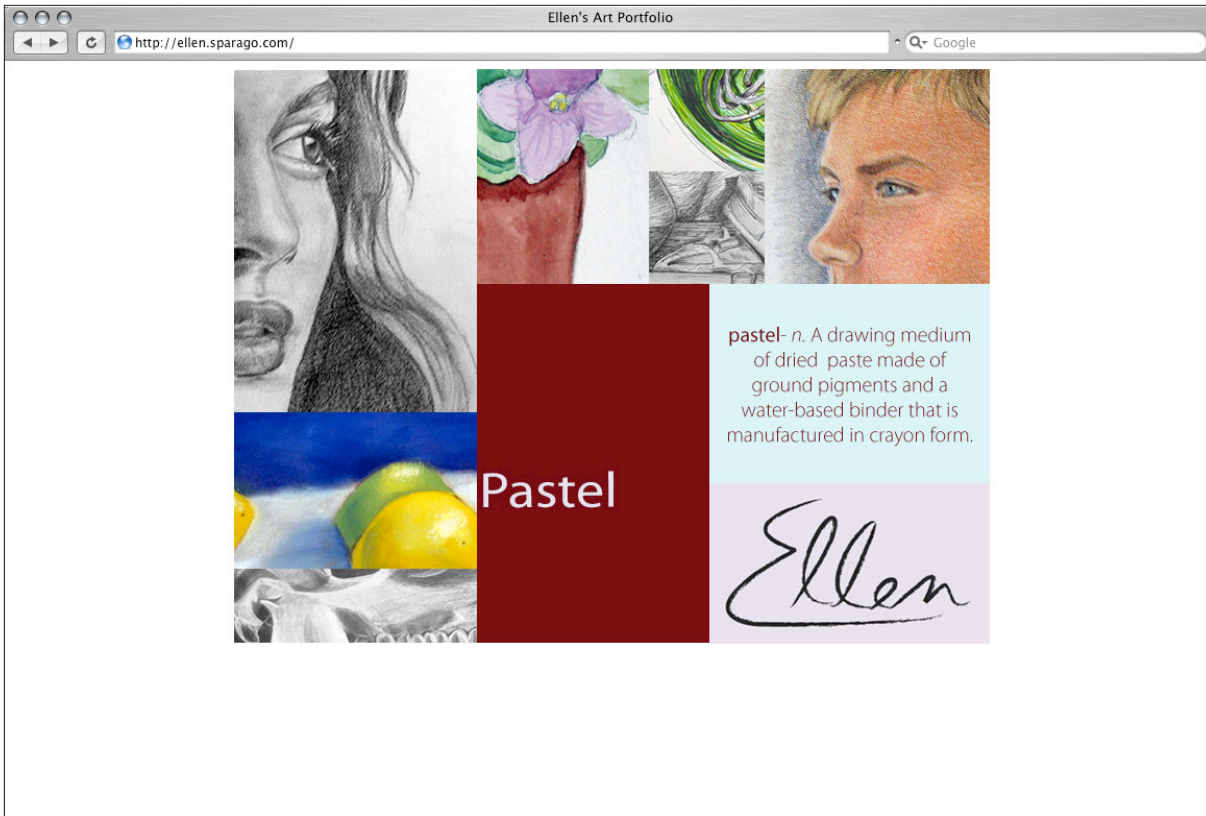 Ellen's Art Portfolio
http://ellen.sparago.com/
Google
pastel- n. A drawing medium
of dried paste made of
ground pigments and a
water-based binder that is
manufactured in crayon form.
Pastel
Ellen